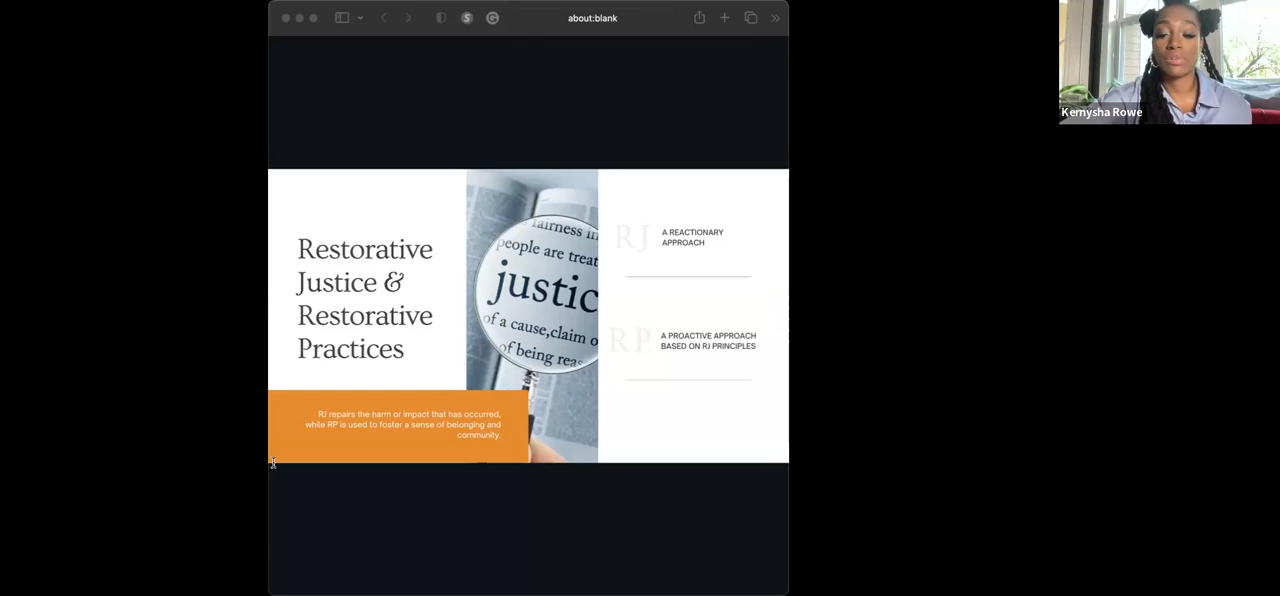 about:blank
Kernysha Rowe
Restorative
Justice &
Restorative
Practices
fairness in
people are treat
justic
of a cause,claim o
of being reas
RJ
A REACTIONARY
APPROACH
RP
A PROACTIVE APPROACH
BASED ON RJ PRINCIPLES
RJ repairs the harm or impact that has occurred,
while RP is used to foster a sense of belonging and
community.